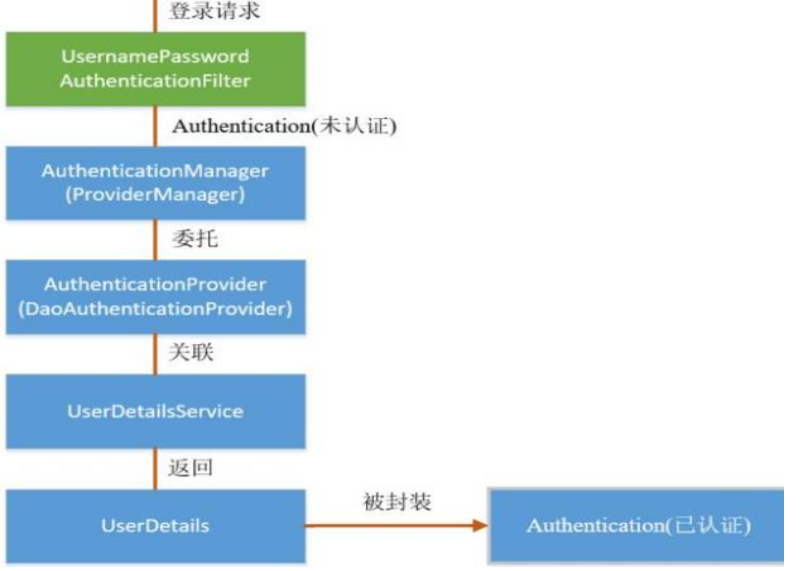 登录请求
UsernamePassword
AuthenticationFilter
Authentication(未认证)
AuthenticationManager
(ProviderManager)
委托
AuthenticationProvider
(DaoAuthenticationProvider)
关联
UserDetailsService
返回
UserDetails
被封装
Authentication(已认证)